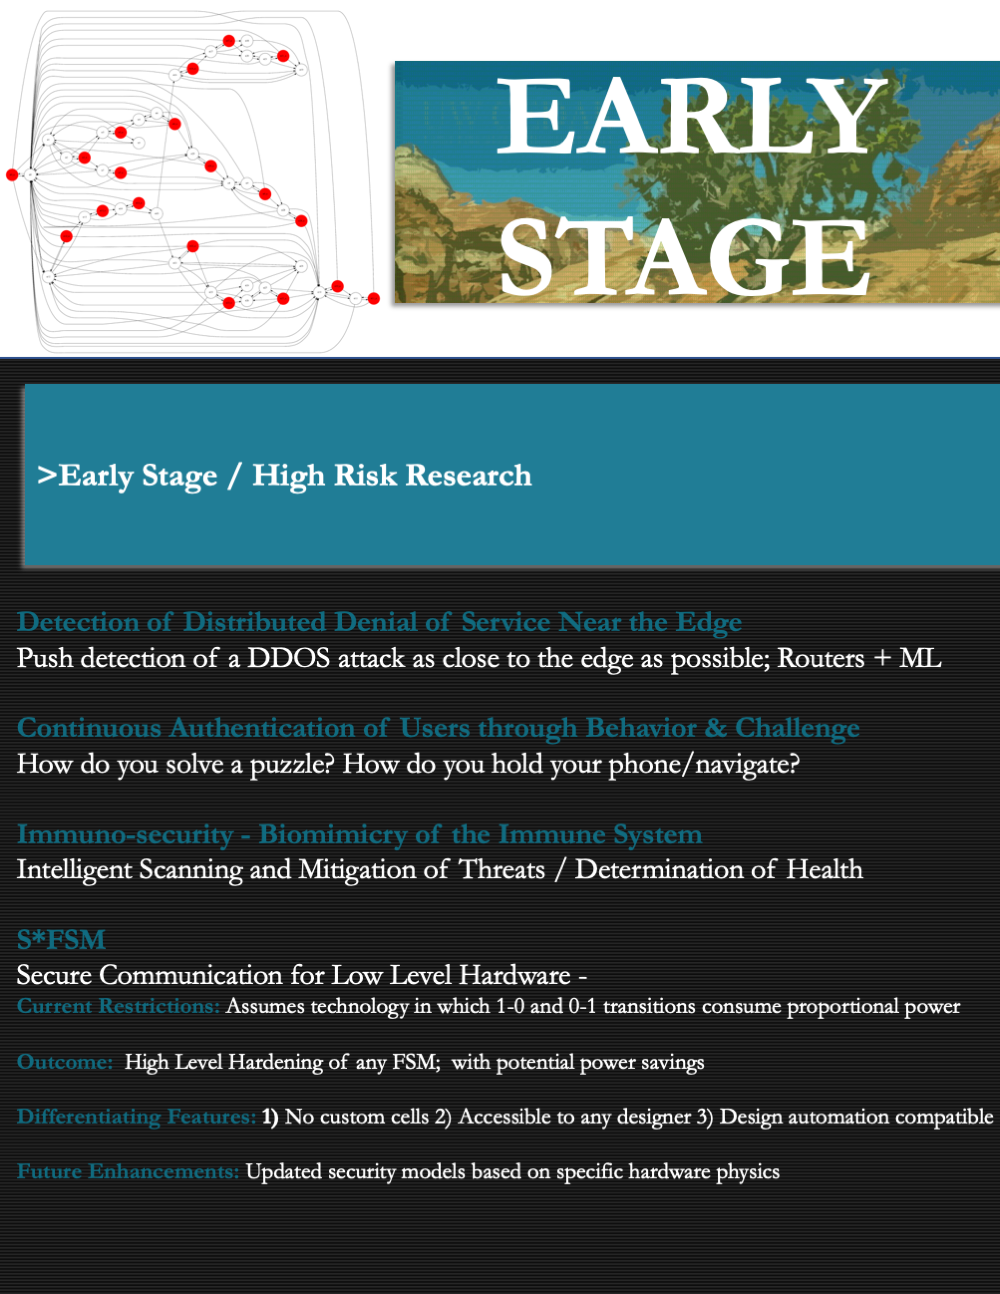 EARLY
STAGE
>Early Stage / High Risk Research
Detection of Distributed Denial of Service Near the Edge
Push detection of a DDOS attack as close to the edge as possible; Routers + ML
Continuous Authentication of Users through Behavior & Challenge
How do you solve a puzzle? How do you hold your phone/navigate?
Immuno-security - Biomimicry of the Immune System
Intelligent Scanning and Mitigation of Threats / Determination of Health
S*FSM
Secure Communication for Low Level Hardware -
Current Restrictions: Assumes technology in which 1-0 and 0-1 transitions consume proportional power
Outcome: High Level Hardening of any FSM; with potential power savings
Differentiating Features: 1) No custom cells 2) Accessible to any designer 3) Design automation compatible
Future Enhancements: Updated security models based on specific hardware physics